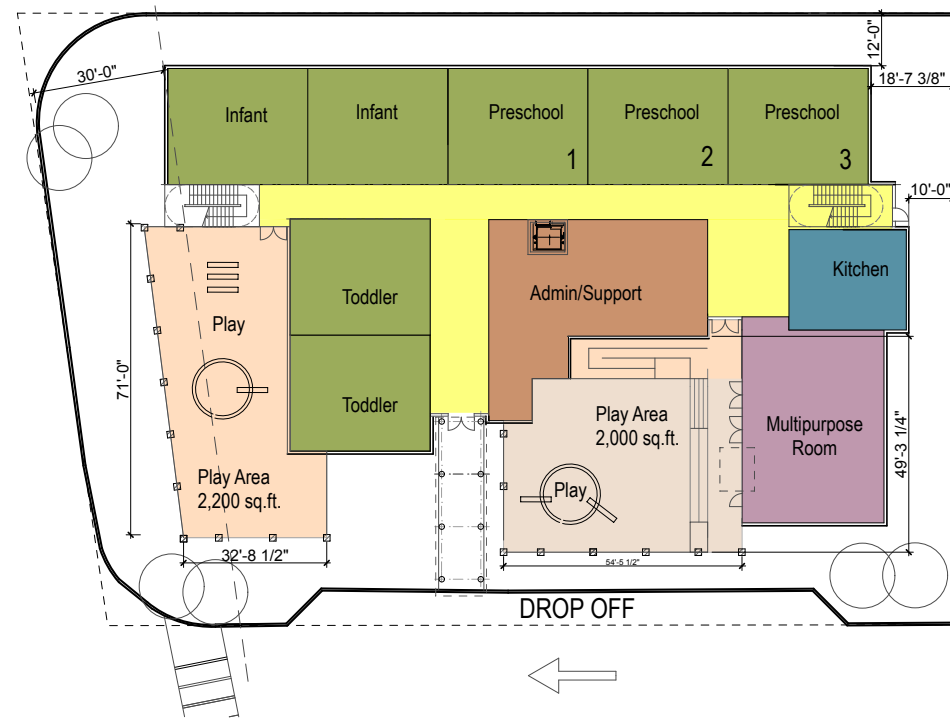 12'-0"
30'-0"
18'-7 3/8"
Infant
Infant
Preschool
1
Preschool
2
Preschool
3
10'-0"
Kitchen
Toddler
Admin/Support
Play
71'-0"
Toddler
Play Area
2,000 sq.ft.
Multipurpose
Room
49'-3 1/4"
Play Area
2,200 sq.ft.
Play
32'-8 1/2"
54'-5 1/2"
DROP OFF